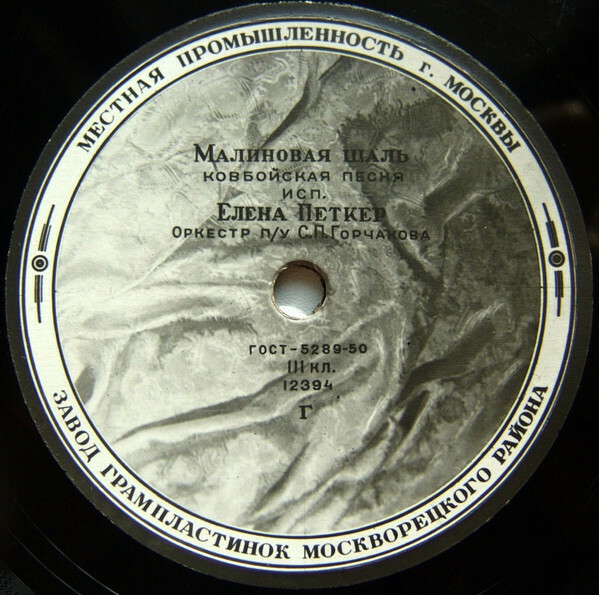 МЕСТНАЯ ПРОМЫШЛЕННОСТЬ г. МОСКВЫ
МАЛИНОВАЯ ШАЛЬ
КОВБОЙСКАЯ ПЕСНЯ
ИСП.
ЕЛЕНА ПЕТКЕР
ОРКЕСТР П/У С.П.ГОРЧАКОВА
ГОСТ-5289-50
III КЛ.
12394
Г
ЗАВОД ГРАМПЛАСТИНОК МОСКВОРЕЦКОГО РАЙОНА